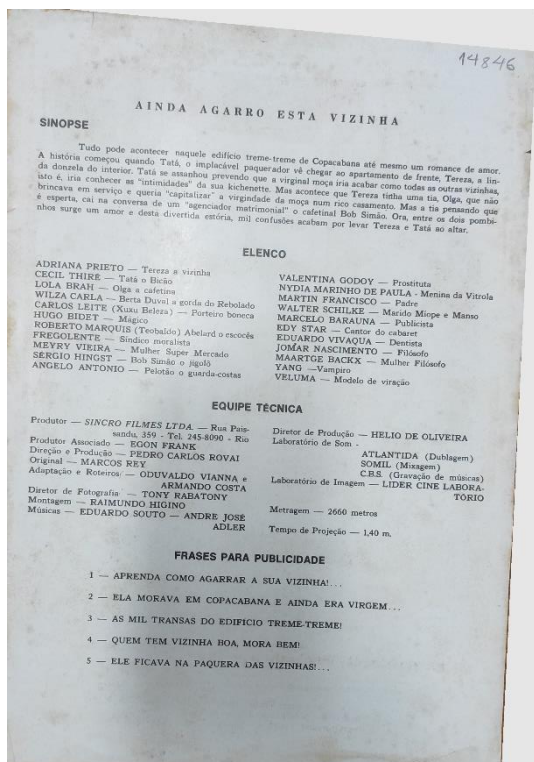 14846
AINDA AGARRO ESTA VIZINHA
SINOPSE
Tudo pode acontecer naquele edifício treme-treme de Copacabana até mesmo um romance de amor.
A história começou quando Tatá, o implacável paquerador vê chegar ao apartamento de frente, Tereza, a lin-
da donzela do interior. Tatá se assanhou prevendo que a virginal moça iria acabar como todas as outras vizinhas,
isto é, iria conhecer as "intimidades" da sua kichenette. Mas acontece que Tereza tinha uma tia, Olga, que não
brincava em serviço e queria "capitalizar" a virgindade da moça num rico casamento. Mas a tia pensando que
é esperta, cai na conversa de um "agenciador matrimonial" o cafetinal Bob Simão. Ora, entre os dois pombi-
nhos surge um amor e desta divertida estória, mil confusões acabam por levar Tereza e Tatá ao altar.
ELENCO
ADRIANA PRIETO — Tereza a vizinha
CECIL THIRE — Tatá o Bicão
LOLA BRAH — Olga a cafetina
WILZA CARLA — Berta Duval a gorda do Rebolado
CARLOS LEITE (Xuxu Beleza) — Porteiro boneca
HUGO BIDET — Mágico
ROBERTO MARQUIS (Teobaldo) Abelard o escocês
FREGOLENTE — Síndico moralista
MEYRY VIEIRA — Mulher Super Mercado
SERGIO HINGST — Bob Simão o jigolô
ANGELO ANTONIO — Pelotão o guarda-costas
VALENTINA GODOY — Prostituta
NYDIA MARINHO DE PAULA - Menina da Vitrola
MARTIN FRANCISCO — Padre
WALTER SCHILKE — Marido Miope e Manso
MARCELO BARAUNA — Publicista
EDY STAR — Cantor do cabaret
EDUARDO VIVAQUA — Dentista
JOMAR NASCIMENTO — Filósofo
MAARTGE BACKX — Mulher Filósofo
YANG —Vampiro
VELUMA — Modelo de viração
EQUIPE TÉCNICA
Produtor — SINCRO FILMES LTDA. — Rua Pais-
sandu, 359 - Tel. 245-8090 - Rio
Produtor Associado — EGON FRANK
Direção e Produção — PEDRO CARLOS ROVAI
Original — MARCOS REY
Adaptação e Roteiros — ODUVALDO VIANNA e
ARMANDO COSTA
Diretor de Fotografia — TONY RABATONY
Montagem — RAIMUNDO HIGINO
Músicas — EDUARDO SOUTO — ANDRE JOSÉ
ADLER
Diretor de Produção — HELIO DE OLIVEIRA
Laboratório de Som -
ATLANTIDA (Dublagem)
SOMIL (Mixagem)
C.B.S. (Gravação de músicas)
Laboratório de Imagem — LIDER CINE LABORA-
TÓRIO
Metragem — 2660 metros
Tempo de Projeção — 1,40 m.
FRASES PARA PUBLICIDADE
1 — APRENDA COMO AGARRAR A SUA VIZINHA!...
2 — ELA MORAVA EM COPACABANA E AINDA ERA VIRGEM...
3 — AS MIL TRANSAS DO EDIFICIO TREME-TREME!
4 — QUEM TEM VIZINHA BOA, MORA BEM!
5 — ELE FICAVA NA PAQUERA DAS VIZINHAS!...